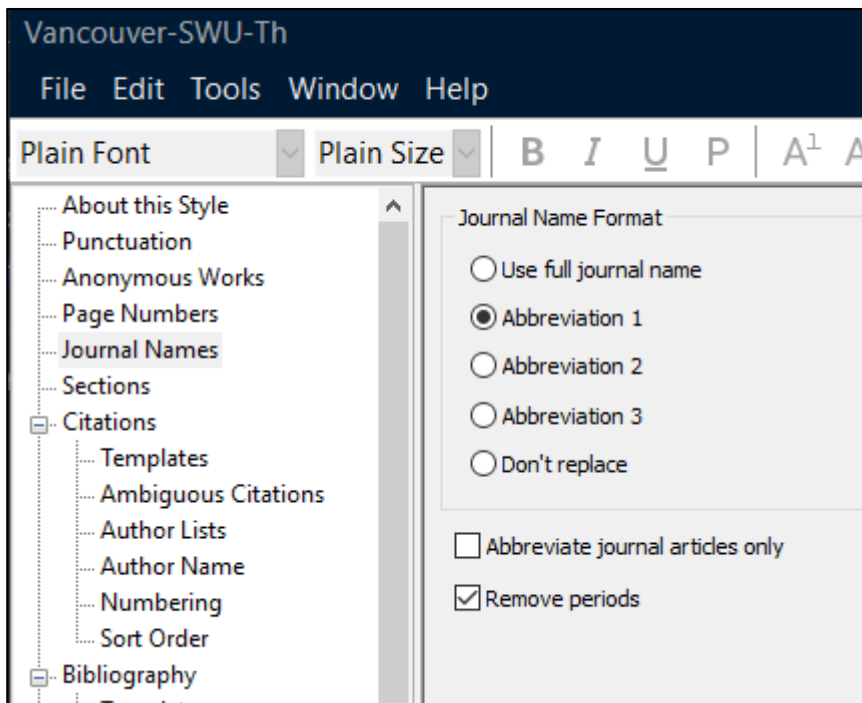 Vancouver-SWU-Th
File Edit Tools Window Help
Plain Font Plain Size B I U P A1
About this Style
Punctuation
Anonymous Works
Page Numbers
Journal Names
Sections
Citations
Templates
Ambiguous Citations
Author Lists
Author Name
Numbering
Sort Order
Bibliography
Journal Name Format
Use full journal name
Abbreviation 1
Abbreviation 2
Abbreviation 3
Don't replace
Abbreviate journal articles only
Remove periods